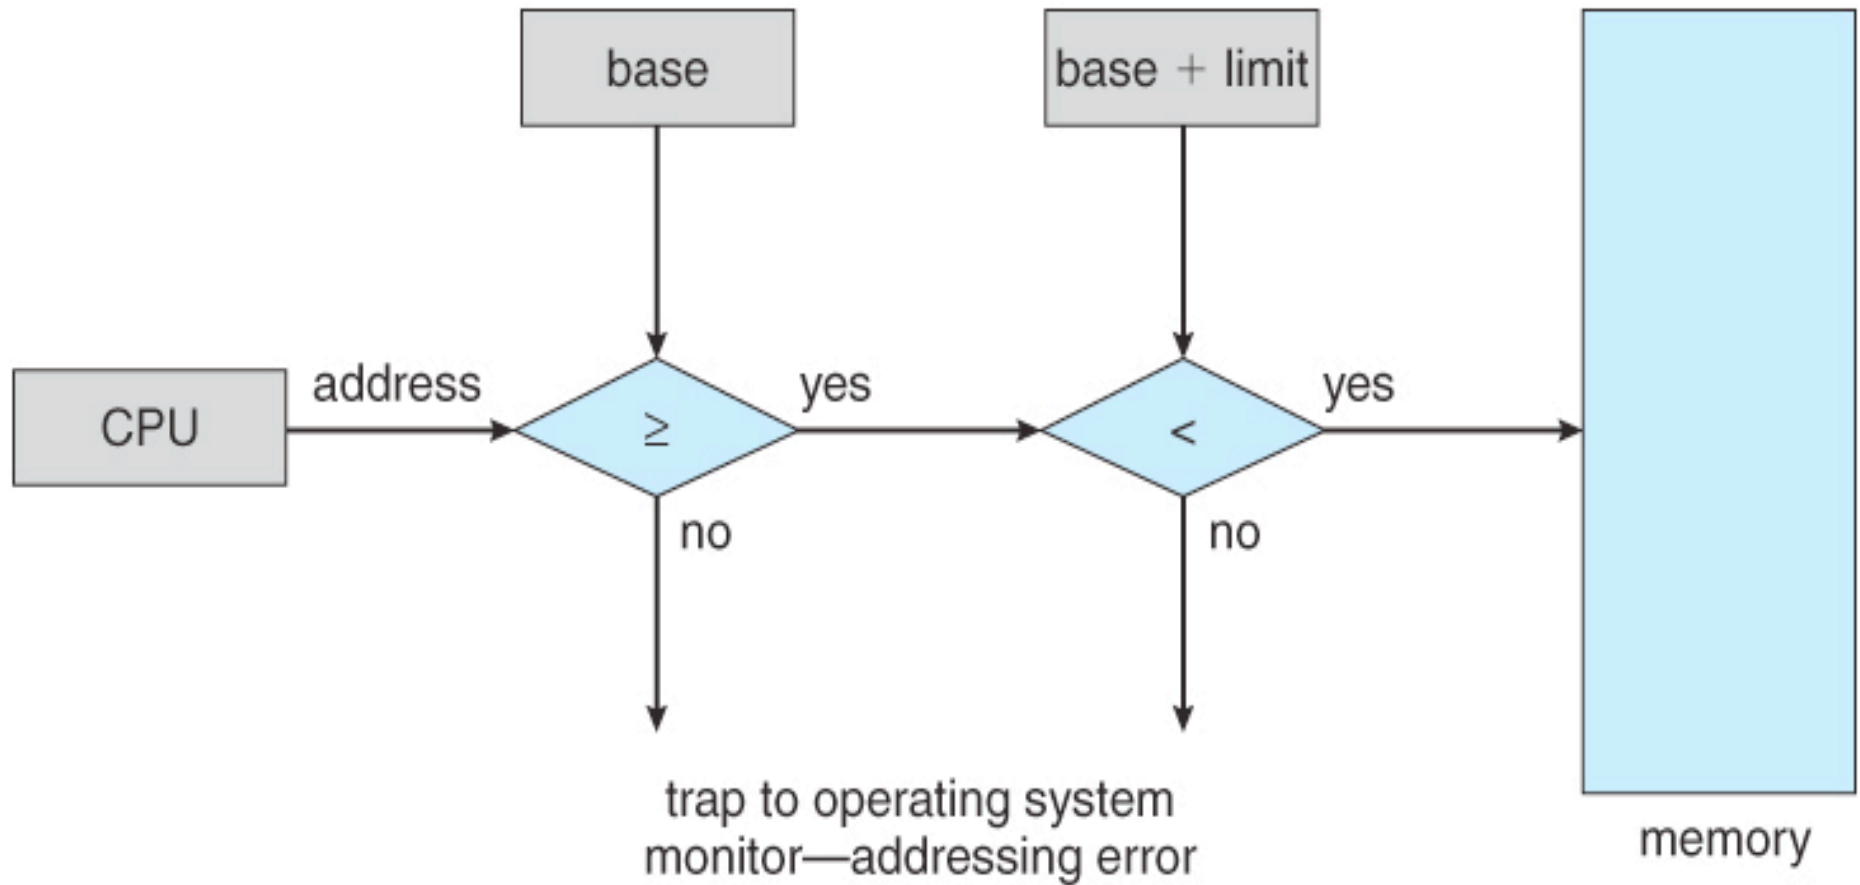 base
base + limit
CPU
address
≥
yes
<
yes
no
no
trap to operating system
monitor—addressing error
memory